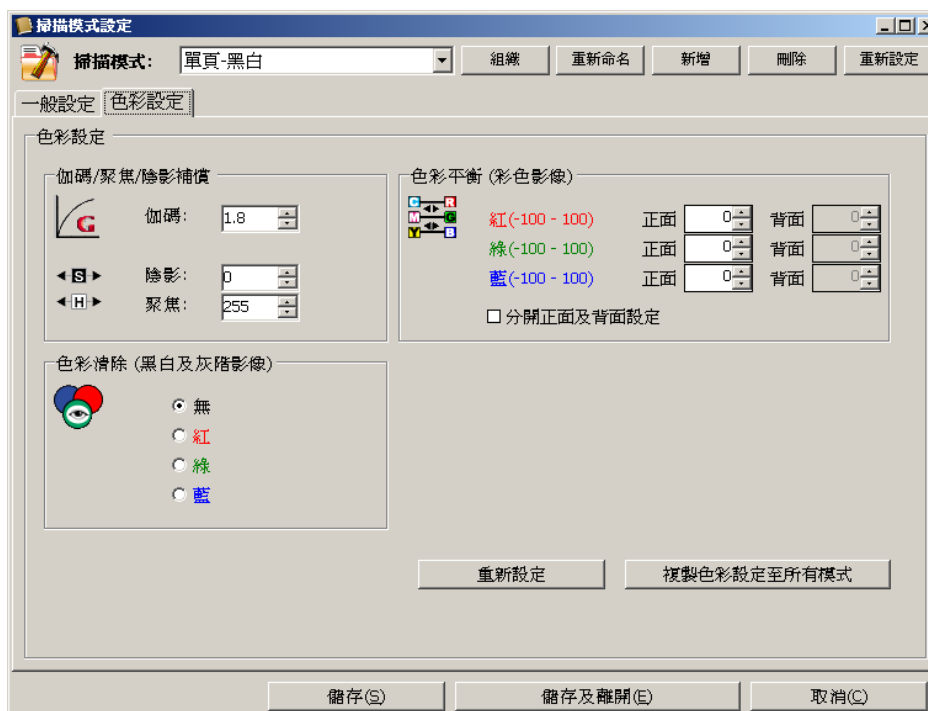 掃描模式設定
掃描模式: 單頁-黑白 組織 重新命名 新增 刪除 重新設定
一般設定 色彩設定
色彩設定
伽碼/聚焦/陰影補償
G 伽碼: 1.8
S 陰影: 0
H 聚焦: 255
色彩平衡 (彩色影像)
C R
M G
Y B
紅(-100 - 100) 正面 0 背面 0
綠(-100 - 100) 正面 0 背面 0
藍(-100 - 100) 正面 0 背面 0
分開正面及背面設定
色彩清除 (黑白及灰階影像)
無
紅
綠
藍
重新設定 複製色彩設定至所有模式
儲存(S) 儲存及離開(E) 取消(C)